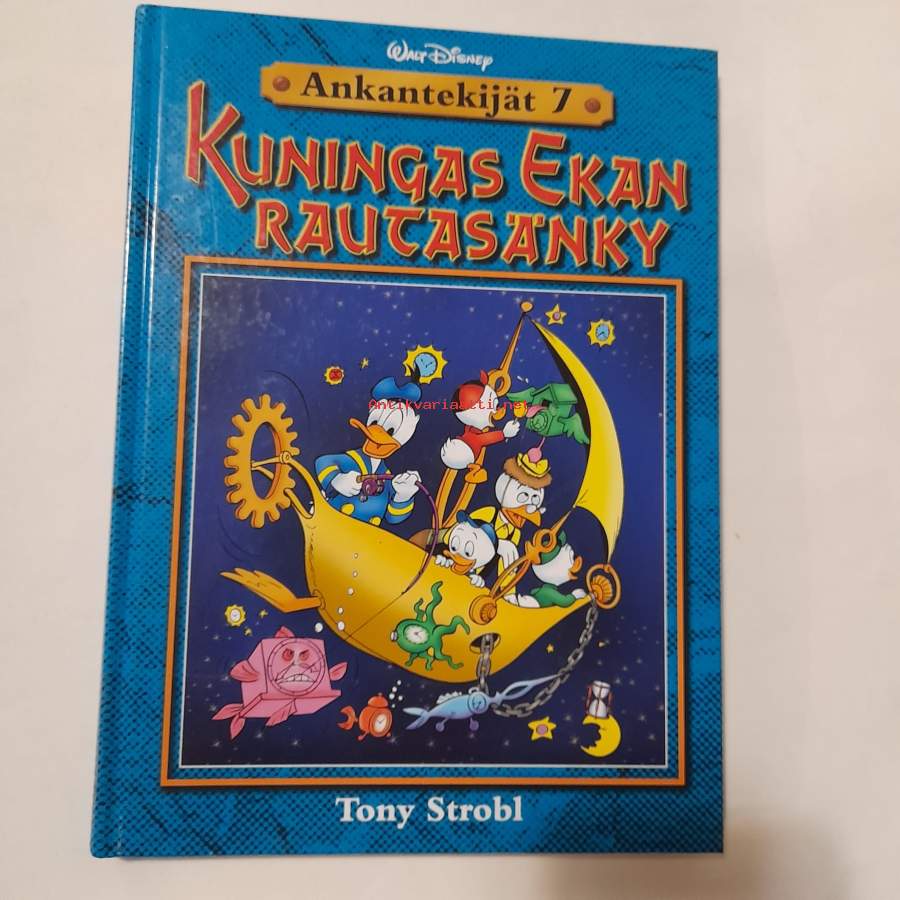 Walt Disney
Ankantekijät 7
Kuningas Ekan
rautasänky
Antikvariaatti.net
Tony Strobl